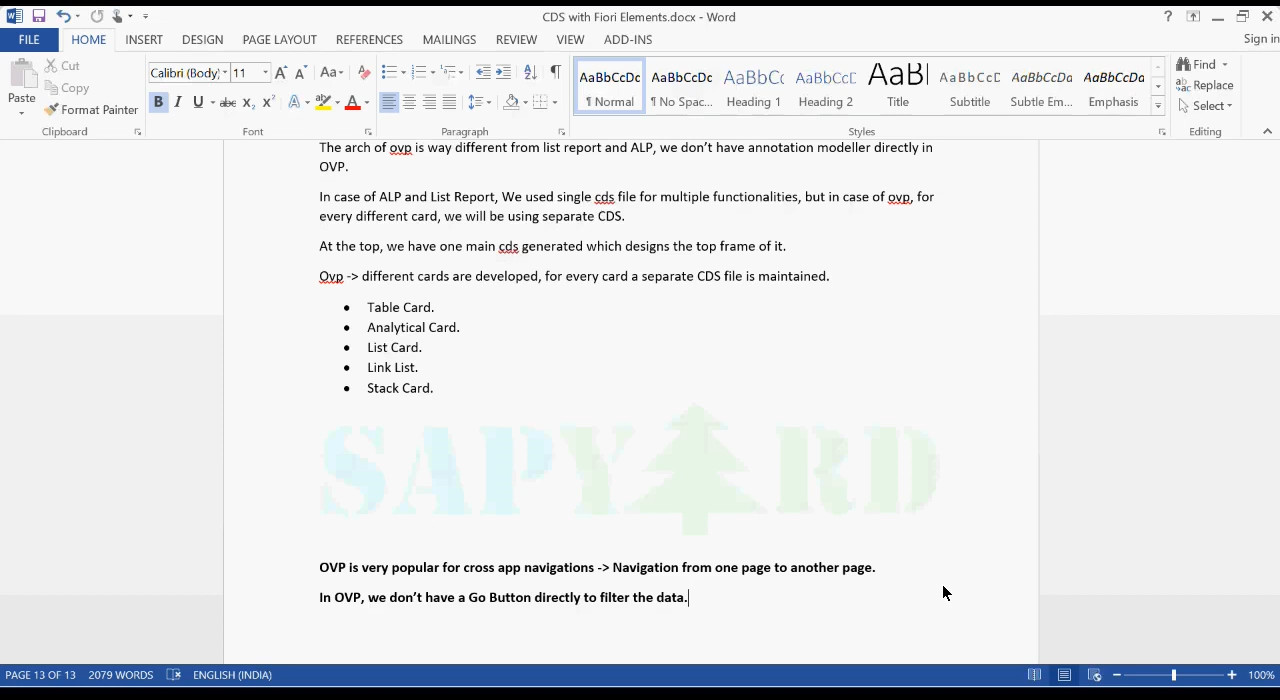 CDS with Fiori Elements.docx - Word
?
Sign in
FILE HOME INSERT DESIGN PAGE LAYOUT REFERENCES MAILINGS REVIEW VIEW ADD-INS
Paste
Cut
Copy
Format Painter
Clipboard
Calibri (Body) 11
Font
Paragraph
AaBbCcDc AaBbCcDc AaBbCc AaBbCcD AaBl AaBbCcD AaBbCcDa AaBbCcDa
¶ Normal ¶ No Spac... Heading 1 Heading 2 Title Subtitle Subtle Em... Emphasis
Styles
Find
Replace
Select
Editing
The arch of ovp is way different from list report and ALP, we don’t have annotation modeller directly in
OVP.
In case of ALP and List Report, We used single cds file for multiple functionalities, but in case of ovp, for
every different card, we will be using separate CDS.
At the top, we have one main cds generated which designs the top frame of it.
Ovp -> different cards are developed, for every card a separate CDS file is maintained.
• Table Card.
• Analytical Card.
• List Card.
• Link List.
• Stack Card.
SAPYARD
OVP is very popular for cross app navigations -> Navigation from one page to another page.
In OVP, we don’t have a Go Button directly to filter the data.
PAGE 13 OF 13 2079 WORDS ENGLISH (INDIA) 100%